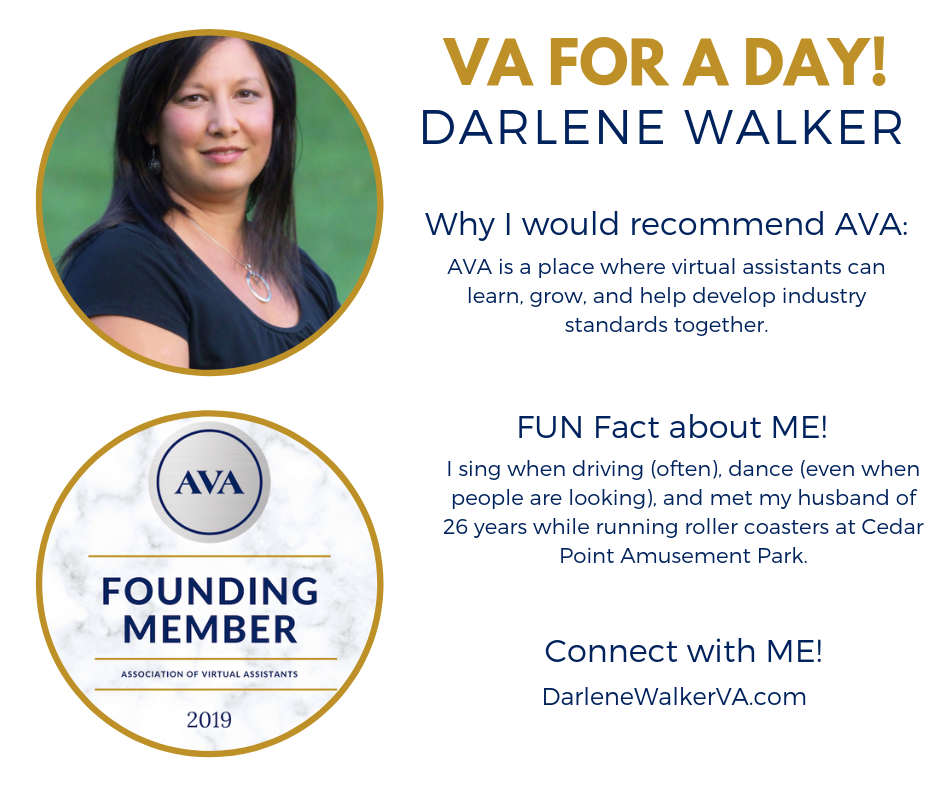 VA FOR A DAY!
DARLENE WALKER
Why I would recommend AVA:
AVA is a place where virtual assistants can
learn, grow, and help develop industry
standards together.
FUN Fact about ME!
I sing when driving (often), dance (even when
people are looking), and met my husband of
26 years while running roller coasters at Cedar
Point Amusement Park.
Connect with ME!
DarleneWalkerVA.com
AVA
FOUNDING
MEMBER
ASSOCIATION OF VIRTUAL ASSISTANTS
2019